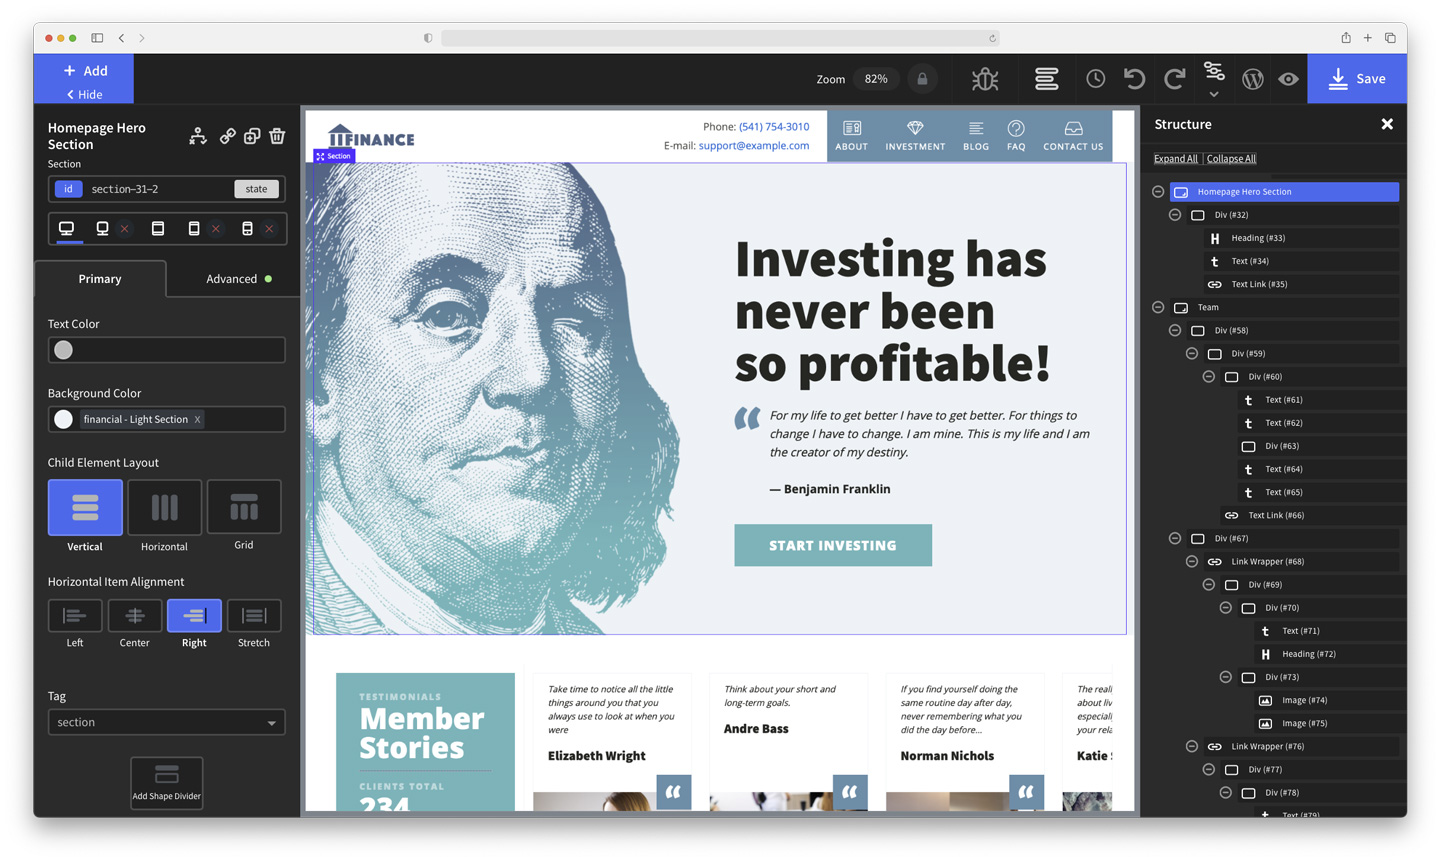 + Add
< Hide
Zoom 82%
Save
Homepage Hero
Section
Section
id section-31-2 state
Primary Advanced
Text Color
Background Color
financial - Light Section X
Child Element Layout
Vertical Horizontal Grid
Horizontal Item Alignment
Left Center Right Stretch
Tag
section
Add Shape Divider
FINANCE
Phone: (541) 754-3010
E-mail: support@example.com
ABOUT INVESTMENT BLOG FAQ CONTACT US
Section
Investing has
never been
so profitable!
“ For my life to get better I have to get better. For things to
change I have to change. I am mine. This is my life and I am
the creator of my destiny.
— Benjamin Franklin
START INVESTING
TESTIMONIALS
Member
Stories
CLIENTS TOTAL
234
Take time to notice all the little
things around you that you
always use to look at when you
were
Elizabeth Wright
“
Think about your short and
long-term goals.
Andre Bass
“
If you find yourself doing the
same routine day after day,
never remembering what you
did the day before...
Norman Nichols
“
The reali
about liv
especial
your rela
Katie S
Structure
Expand All | Collapse All
Homepage Hero Section
Div (#32)
H Heading (#33)
t Text (#34)
Text Link (#35)
Team
Div (#58)
Div (#59)
Div (#60)
t Text (#61)
t Text (#62)
Div (#63)
t Text (#64)
t Text (#65)
Text Link (#66)
Div (#67)
Link Wrapper (#68)
Div (#69)
Div (#70)
t Text (#71)
H Heading (#72)
Div (#73)
Image (#74)
Image (#75)
Link Wrapper (#76)
Div (#77)
Div (#78)
t Text (#79)